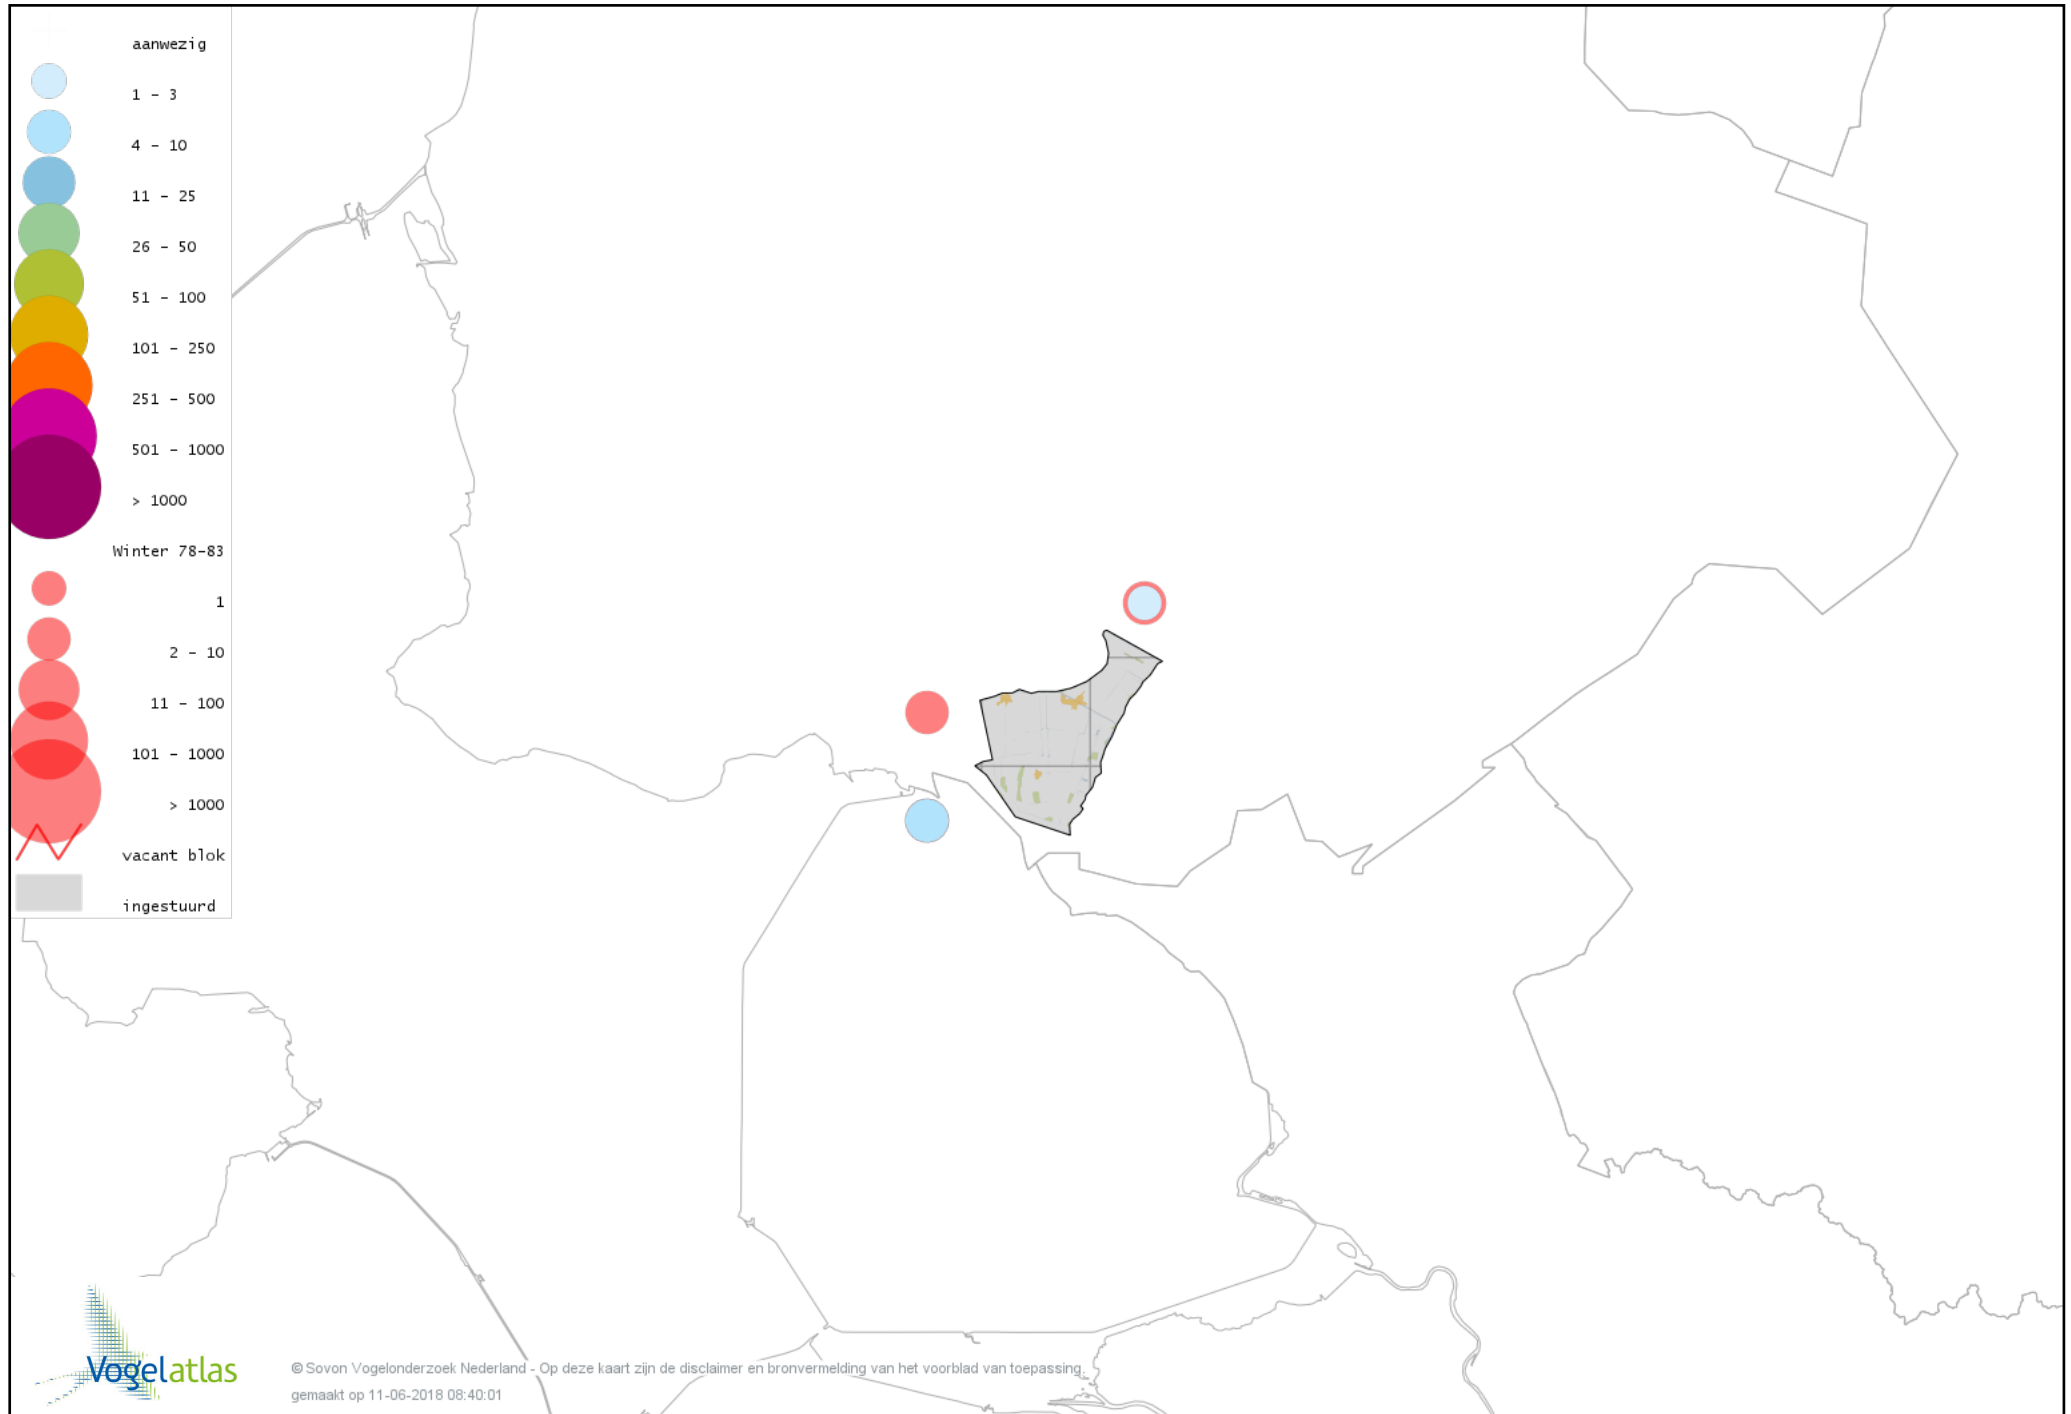 aanwezig
1 - 3
4 - 10
11 - 25
26 - 50
51 - 100
101 - 250
251 - 500
501 - 1000
> 1000
Winter 78-83
1
2 - 10
11 - 100
101 - 1000
> 1000
vacant blok
ingestuurd
Vogelatlas
© Sovon Vogelonderzoek Nederland - Op deze kaart zijn de disclaimer en bronvermelding van het voorblad van toepassing.
gemaakt op 11-06-2018 08:40:01